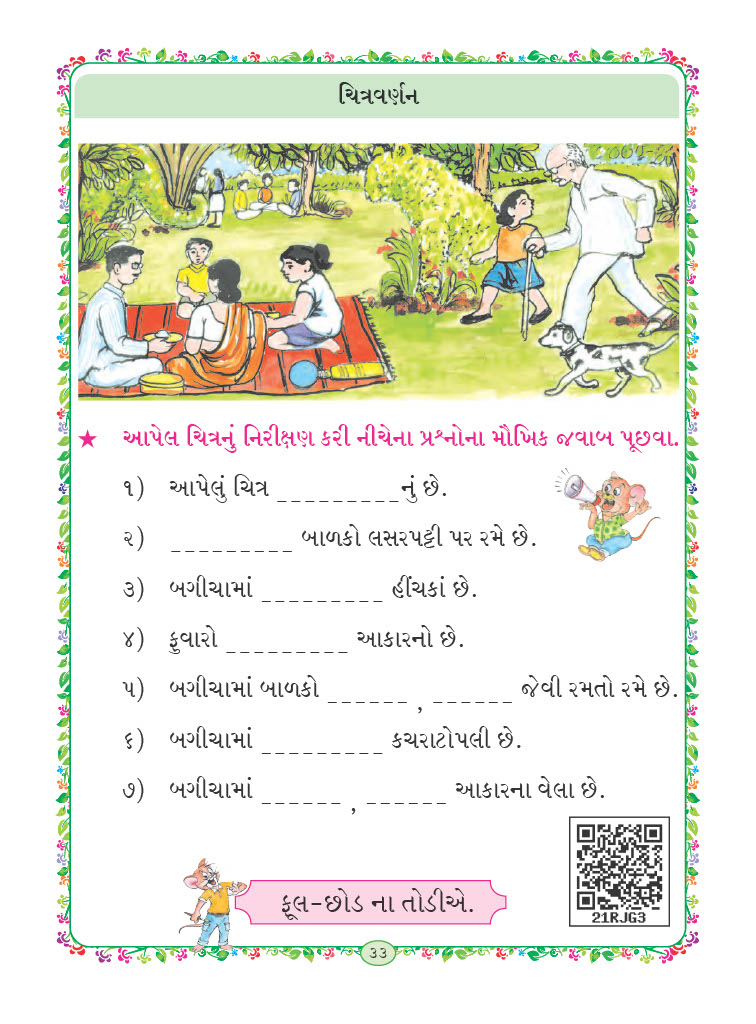 ચિત્રવર્ણન
★ આપેલ ચિત્રનું નિરીક્ષણ કરી નીચેના પ્રશ્નોના મૌખિક જવાબ પૂછવા.
૧) આપેલું ચિત્ર _________નું છે.
૨) _________ બાળકો લસરપટ્ટી પર રમે છે.
૩) બગીચામાં _________ હીંચકાં છે.
૪) ફુવારો _________ આકારનો છે.
૫) બગીચામાં બાળકો ______ , ______ જેવી રમતો રમે છે.
૬) બગીચામાં _________ કચરાટોપલી છે.
૭) બગીચામાં ______ , ______ આકારના વેલા છે.
21RJG3
ફૂલ-છોડ ના તોડીએ.
૩૩